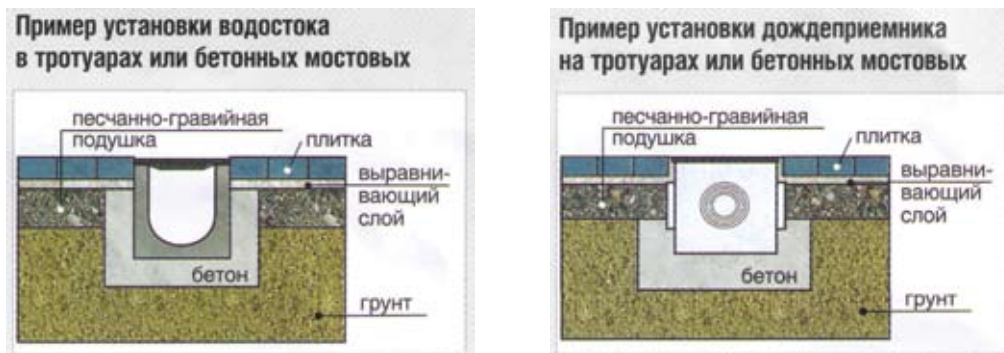 Пример установки водостока
в тротуарах или бетонных мостовых
песчанно-гравийная
подушка
плитка
выравни-
вающий
слой
бетон
грунт
Пример установки дождеприемника
на тротуарах или бетонных мостовых
песчанно-гравийная
подушка
плитка
выравни-
вающий
слой
бетон
грунт